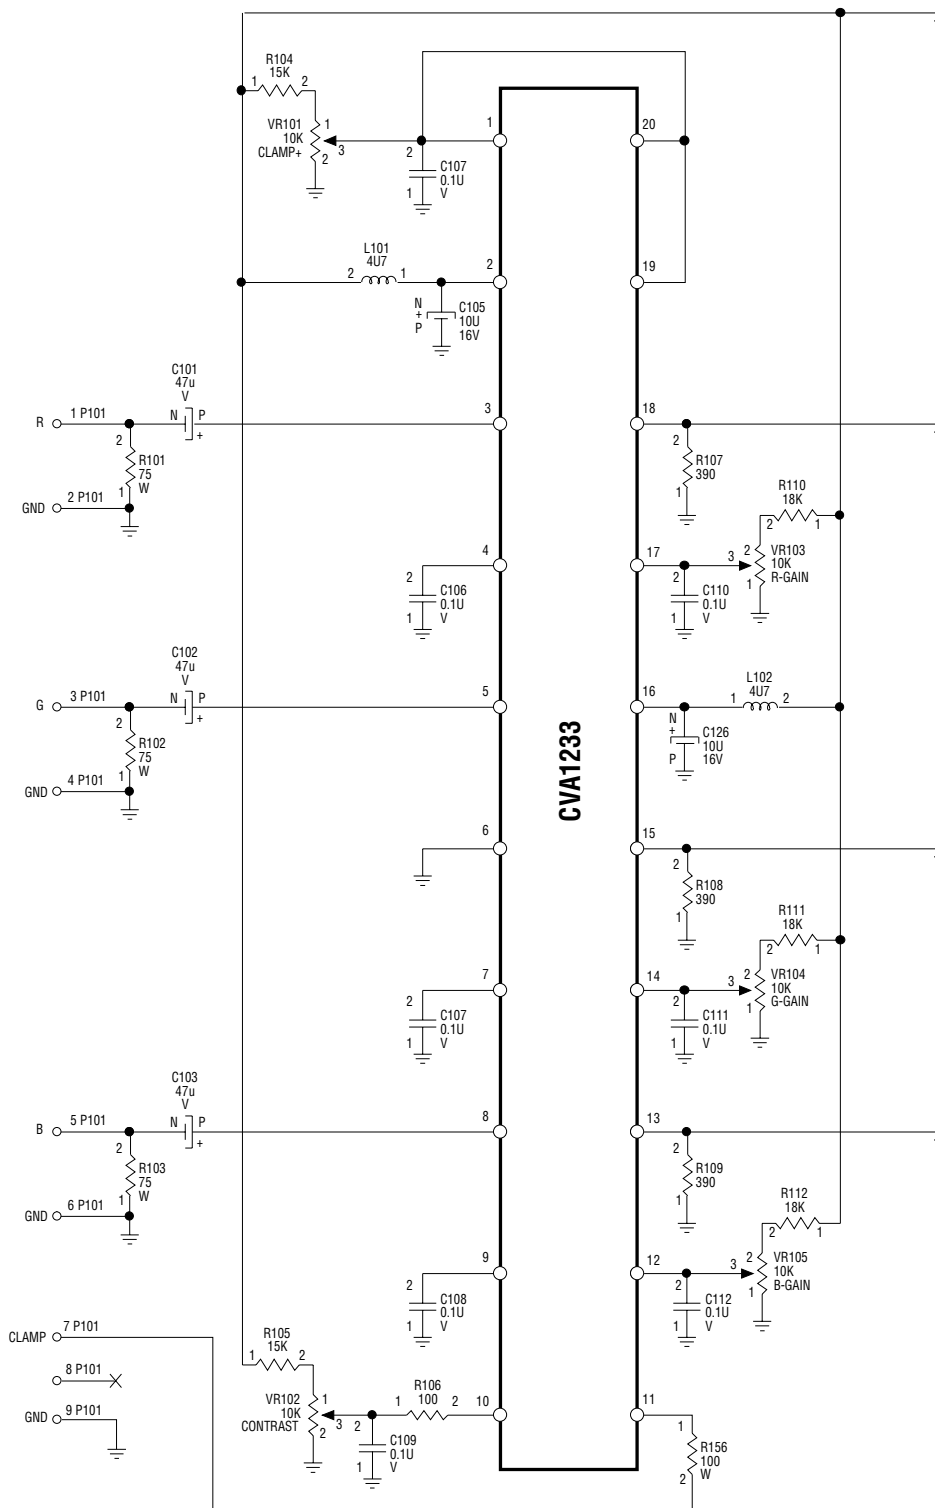 R104
15K
1
2
VR101
10K
CLAMP+
1
3
2
2
C107
0.1U
V
1
1
20
L101
4U7
2
1
N
+
P
C105
10U
16V
2
19
C101
47u
V
R
1 P101
N
P
+
2
R101
75
W
1
GND
2 P101
3
18
2
R107
390
1
R110
18K
2
1
4
2
C106
0.1U
V
1
17
2
C110
0.1U
V
1
3
2
VR103
10K
R-GAIN
1
C102
47u
V
G
3 P101
N
P
+
2
R102
75
W
1
GND
4 P101
5
16
L102
4U7
1
2
N
+
P
C126
10U
16V
CVA1233
6
15
2
R108
390
1
R111
18K
2
1
7
2
C107
0.1U
V
1
14
2
C111
0.1U
V
1
3
2
VR104
10K
G-GAIN
1
C103
47u
V
B
5 P101
N
P
+
2
R103
75
W
1
GND
6 P101
8
13
2
R109
390
1
R112
18K
2
1
9
2
C108
0.1U
V
1
12
2
C112
0.1U
V
1
3
2
VR105
10K
B-GAIN
1
CLAMP
7 P101
8 P101
GND
9 P101
R105
15K
1
2
VR102
10K
CONTRAST
1
3
2
2
C109
0.1U
V
1
R106
100
1
2
10
11
1
R156
100
W
2